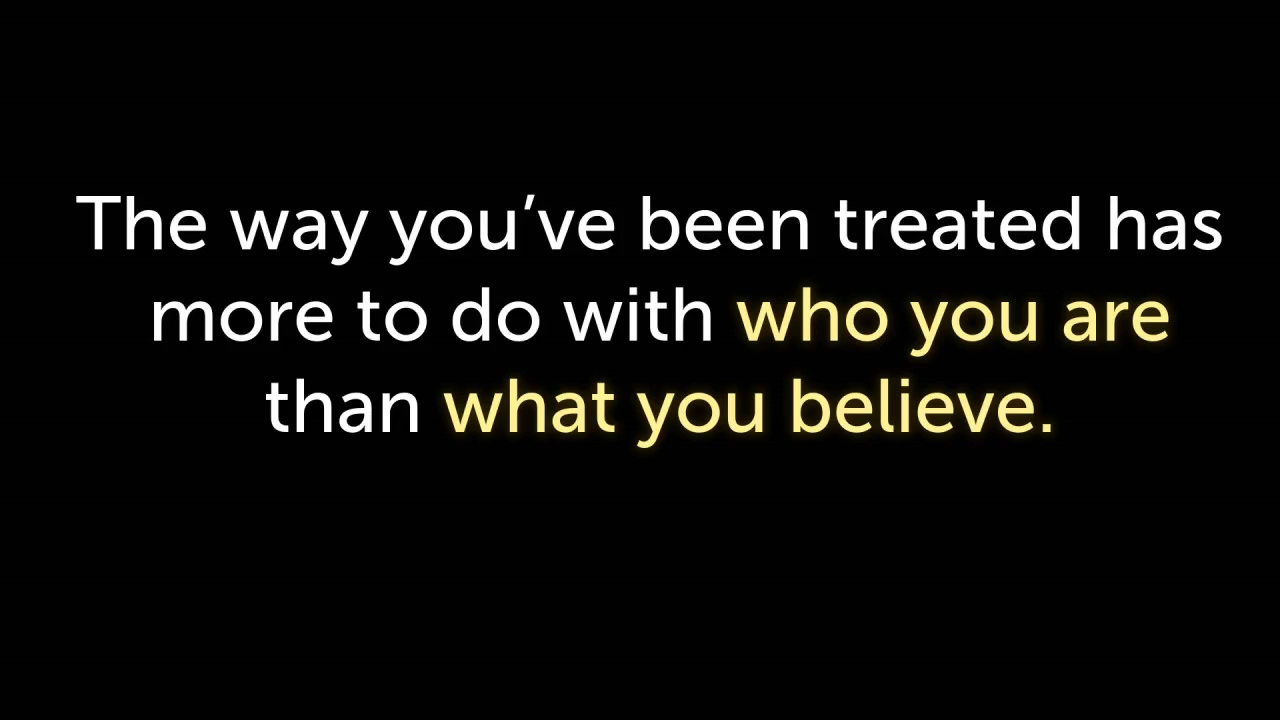 The way you’ve been treated has
more to do with who you are
than what you believe.